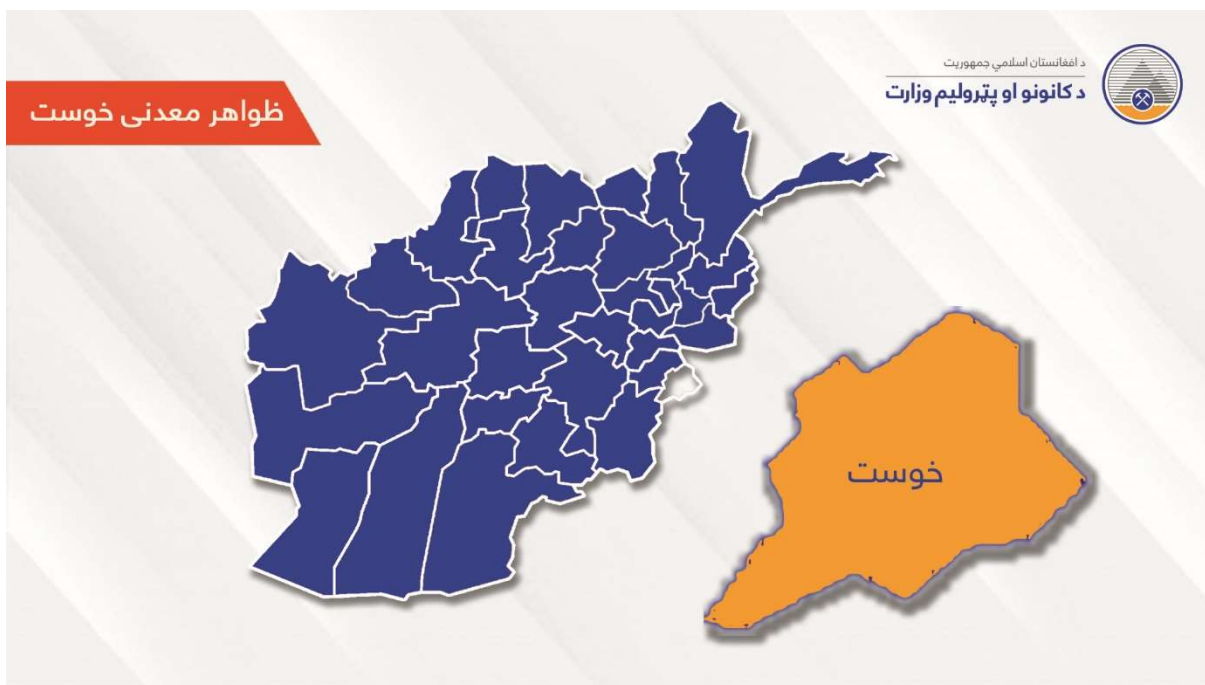 د افغانستان اسلامي جمهوریت
د کانونو او پټرولیم وزارت
ظواهر معدنی خوست
خوست